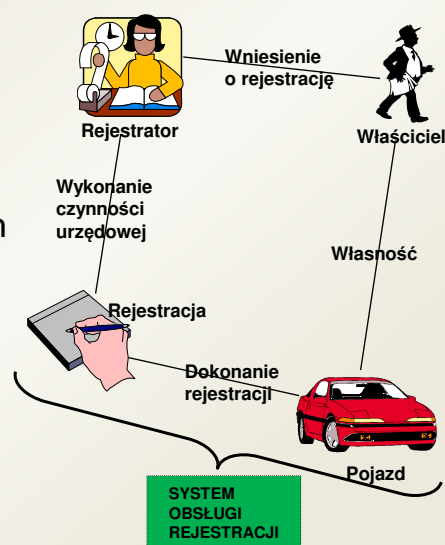 Wniesienie
o rejestrację
Rejestrator
Właściciel
Wykonanie
czynności
urzędowej
n
Własność
Rejestracja
Dokonanie
rejestracji
Pojazd
SYSTEM
OBSŁUGI
REJESTRACJI